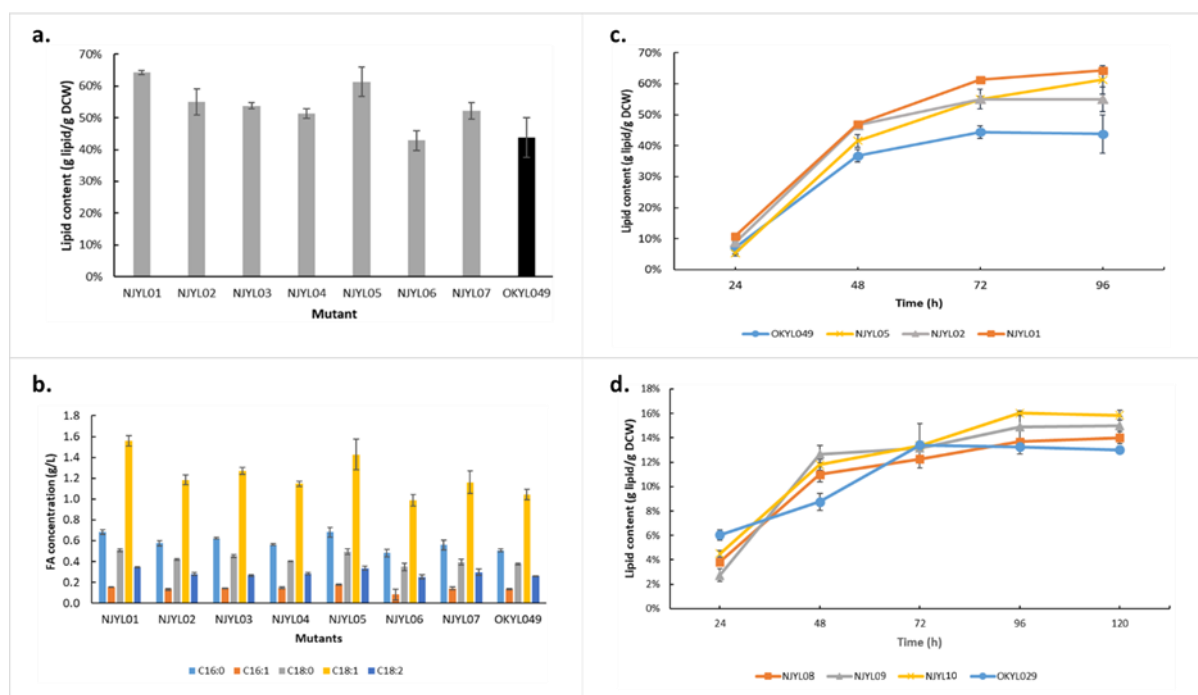 a.
70%
60%
50%
40%
30%
20%
10%
0%
Lipid content (g lipid/g DCW)
NJYL01 NJYL02 NJYL03 NJYL04 NJYL05 NJYL06 NJYL07 OKYL049
Mutant
c.
70%
60%
50%
40%
30%
20%
10%
0%
Lipid content (g lipid/g DCW)
24 48 72 96
Time (h)
OKYL049 NJYL05 NJYL02 NJYL01
b.
1.8
1.6
1.4
1.2
1.0
0.8
0.6
0.4
0.2
0.0
FA concentration (g/L)
NJYL01 NJYL02 NJYL03 NJYL04 NJYL05 NJYL06 NJYL07 OKYL049
Mutants
C16:0 C16:1 C18:0 C18:1 C18:2
d.
18%
16%
14%
12%
10%
8%
6%
4%
2%
0%
Lipid content (g lipid/g DCW)
24 48 72 96 120
Time (h)
NJYL08 NJYL09 NJYL10 OKYL029